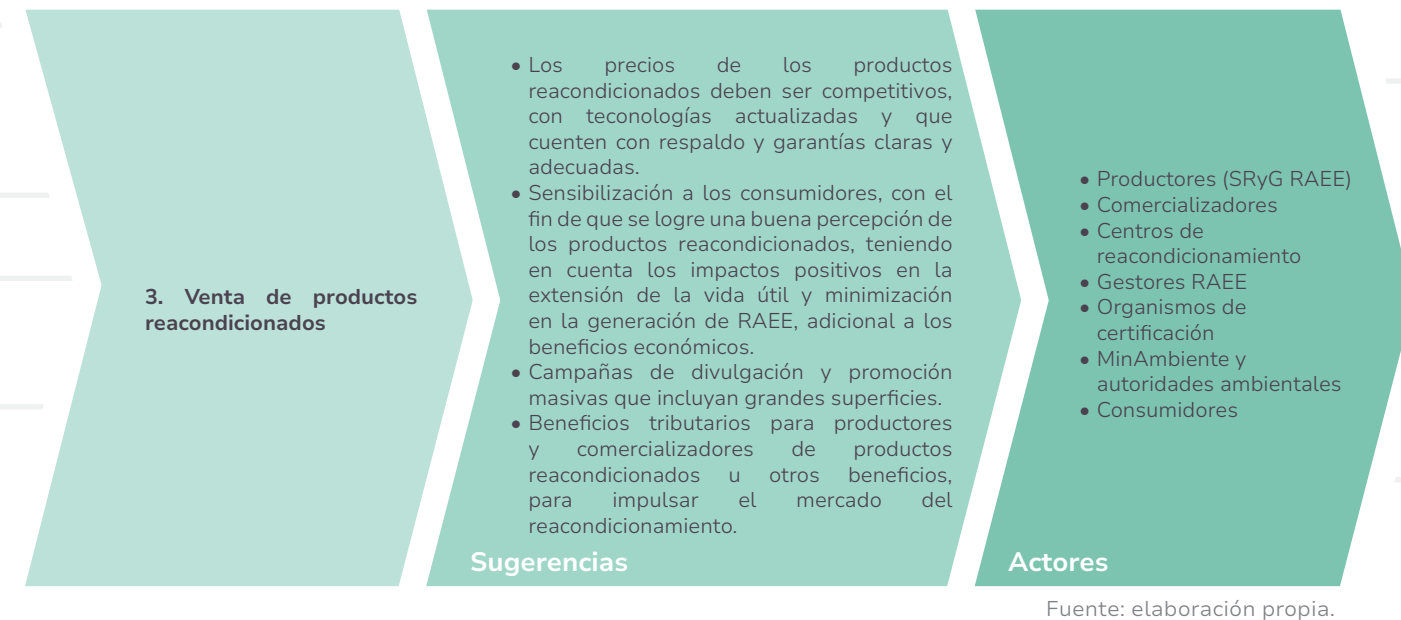 3. Venta de productos
reacondicionados
• Los precios de los productos
reacondicionados deben ser competitivos,
con teconologías actualizadas y que
cuenten con respaldo y garantías claras y
adecuadas.
• Sensibilización a los consumidores, con el
fin de que se logre una buena percepción de
los productos reacondicionados, teniendo
en cuenta los impactos positivos en la
extensión de la vida útil y minimización
en la generación de RAEE, adicional a los
beneficios económicos.
• Campañas de divulgación y promoción
masivas que incluyan grandes superficies.
• Beneficios tributarios para productores
y comercializadores de productos
reacondicionados u otros beneficios,
para impulsar el mercado del
reacondicionamiento.
Sugerencias
• Productores (SRyG RAEE)
• Comercializadores
• Centros de
reacondicionamiento
• Gestores RAEE
• Organismos de
certificación
• MinAmbiente y
autoridades ambientales
• Consumidores
Actores
Fuente: elaboración propia.